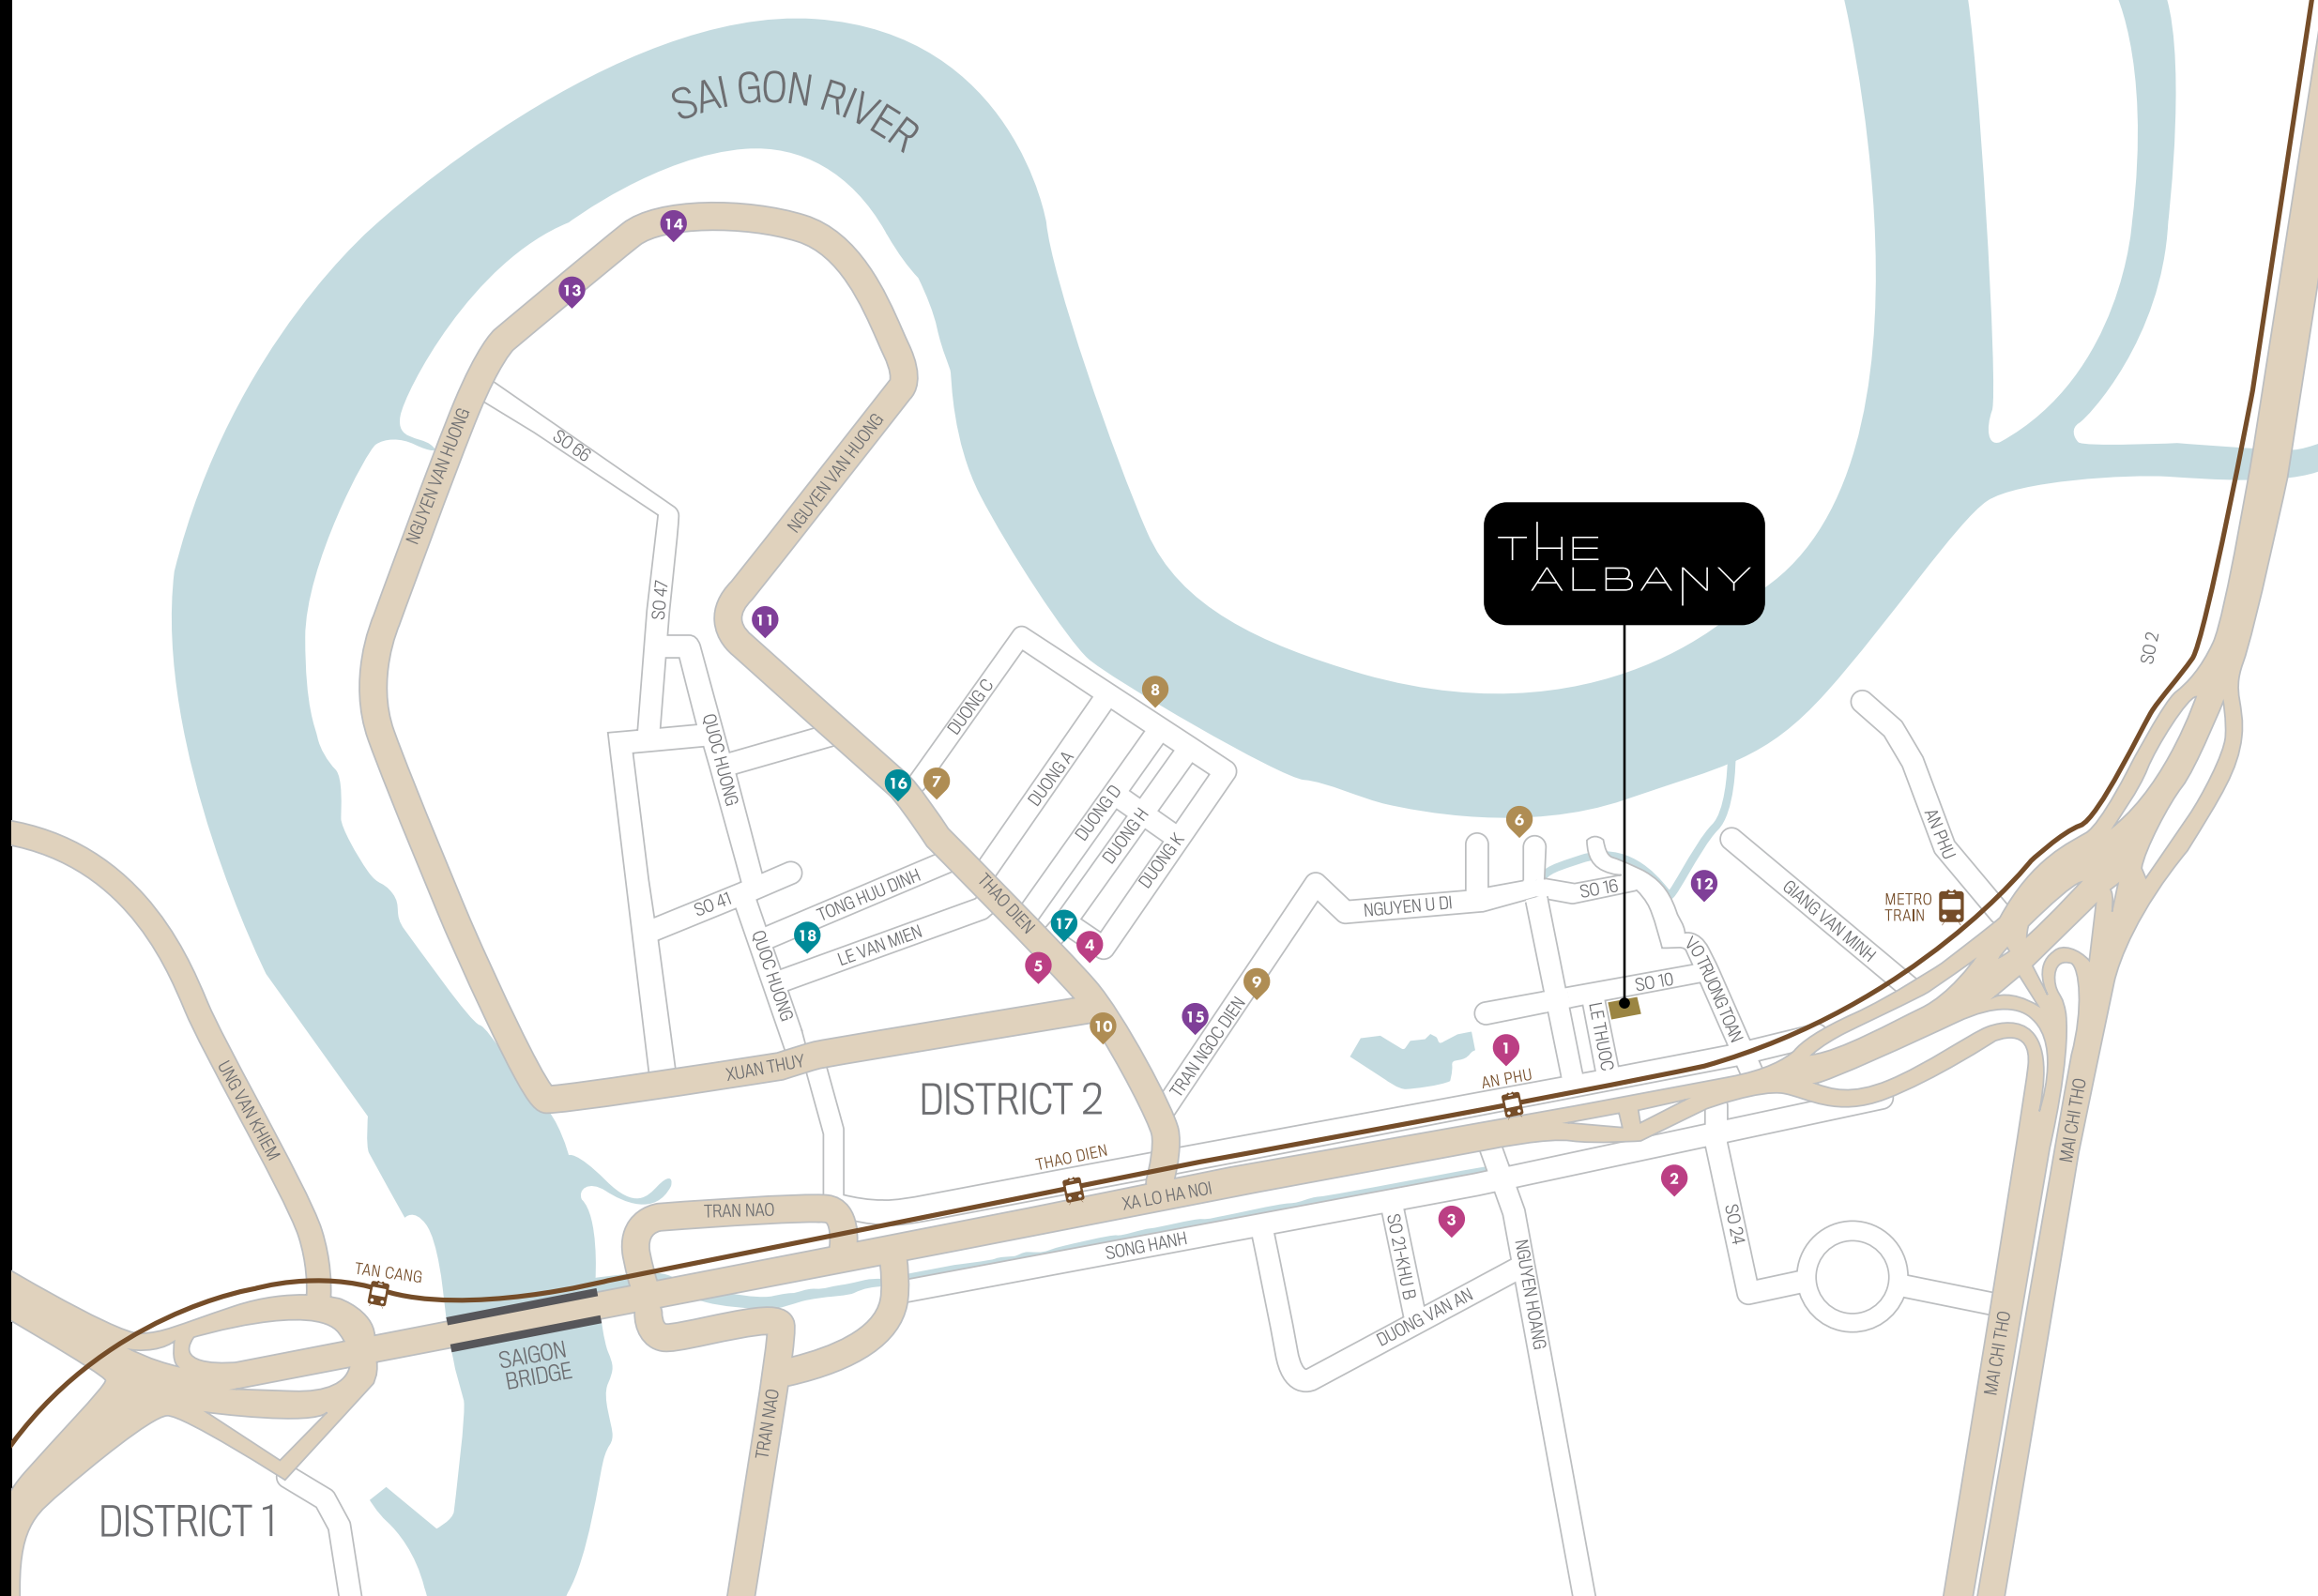 SAI GON RIVER
14
13
NGUYEN VAN HUONG
SO 66
NGUYEN VAN HUONG
THE
ALBANY
SO 47
11
SO 2
DUONG C
8
QUOC HUONG
DUONG A
16
7
DUONG D
DUONG H
DUONG K
6
AN PHU
TONG HUU DINH
SO 41
THAO DIEN
SO 16
12
GIANG VAN MINH
METRO
TRAIN
NGUYEN U DI
18
LE VAN MIEN
17
4
5
QUOC HUONG
VO TRUONG TOAN
9
SO 10
10
15
TRAN NGOC DIEN
LE THUOC
1
XUAN THUY
DISTRICT 2
AN PHU
UNG VAN KHIEM
MAI CHI THO
THAO DIEN
2
TRAN NAO
XA LO HA NOI
3
SO 24
SONG HANH
SO 21-KHU B
NGUYEN HOANG
TAN CANG
DUONG VAN AN
SAIGON
BRIDGE
MAI CHI THO
TRAN NAO
DISTRICT 1